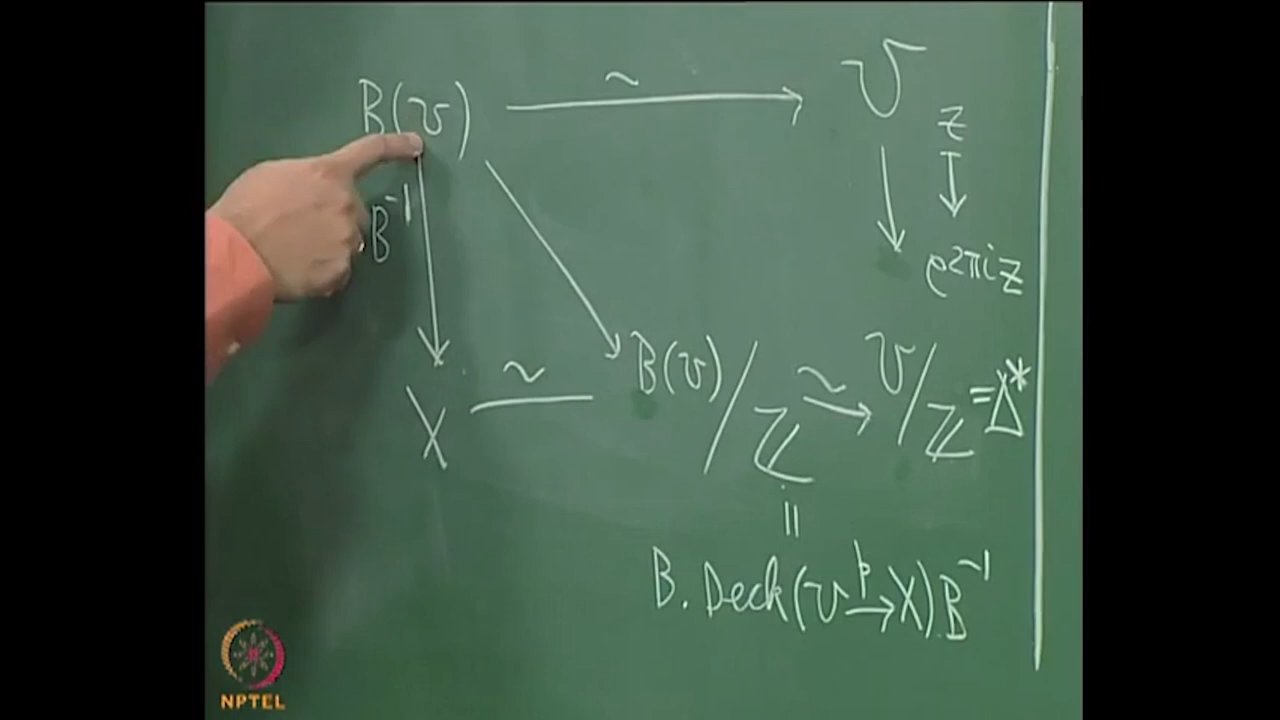 B(U) ~ U
z
B⁻¹
e^{2πiz}
X ~ B(U)/ℤ ~ U/ℤ = Δ*
॥
B. Deck(U p→ X) B⁻¹
NPTEL